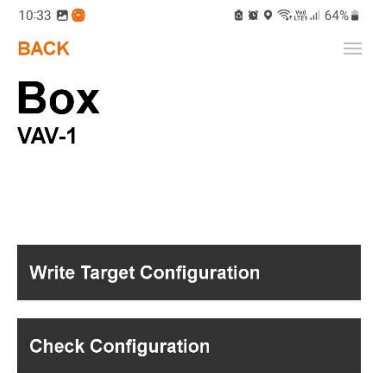 10:33 64%
BACK
Box
VAV-1
Write Target Configuration
Check Configuration